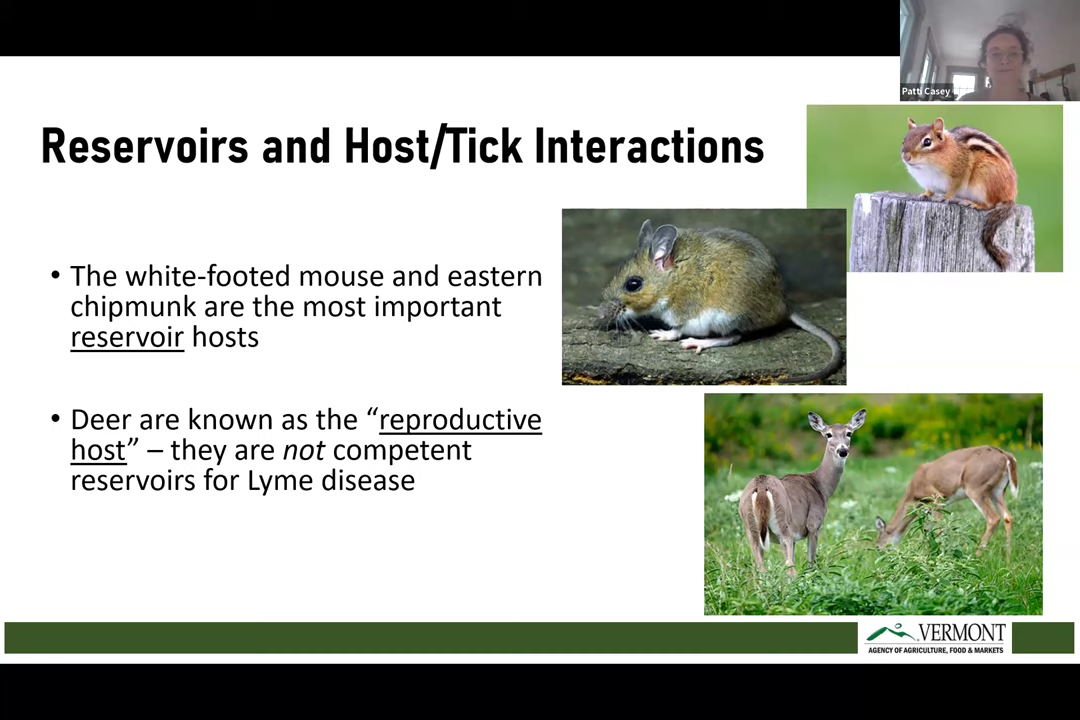 Patti Casey
Reservoirs and Host/Tick Interactions
• The white-footed mouse and eastern
chipmunk are the most important
reservoir hosts
• Deer are known as the “reproductive
host” – they are not competent
reservoirs for Lyme disease
VERMONT
AGENCY OF AGRICULTURE, FOOD & MARKETS